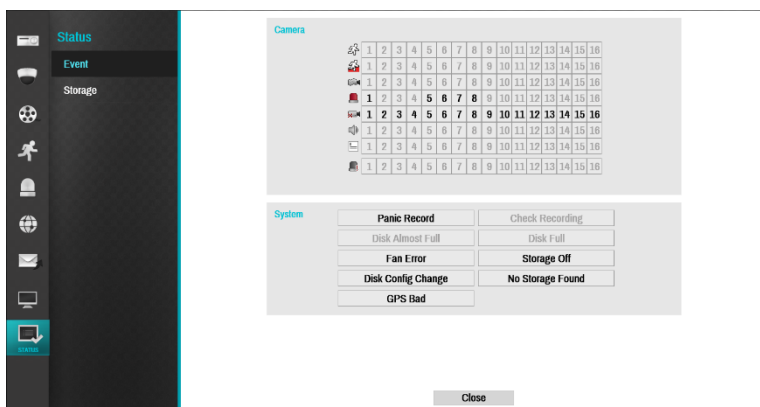 Status
Event
Storage
STATUS
Camera
1 2 3 4 5 6 7 8 9 10 11 12 13 14 15 16
1 2 3 4 5 6 7 8 9 10 11 12 13 14 15 16
1 2 3 4 5 6 7 8 9 10 11 12 13 14 15 16
1 2 3 4 5 6 7 8 9 10 11 12 13 14 15 16
1 2 3 4 5 6 7 8 9 10 11 12 13 14 15 16
1 2 3 4 5 6 7 8 9 10 11 12 13 14 15 16
1 2 3 4 5 6 7 8 9 10 11 12 13 14 15 16
1 2 3 4 5 6 7 8 9 10 11 12 13 14 15 16
System
Panic Record Check Recording
Disk Almost Full Disk Full
Fan Error Storage Off
Disk Config Change No Storage Found
GPS Bad
Close